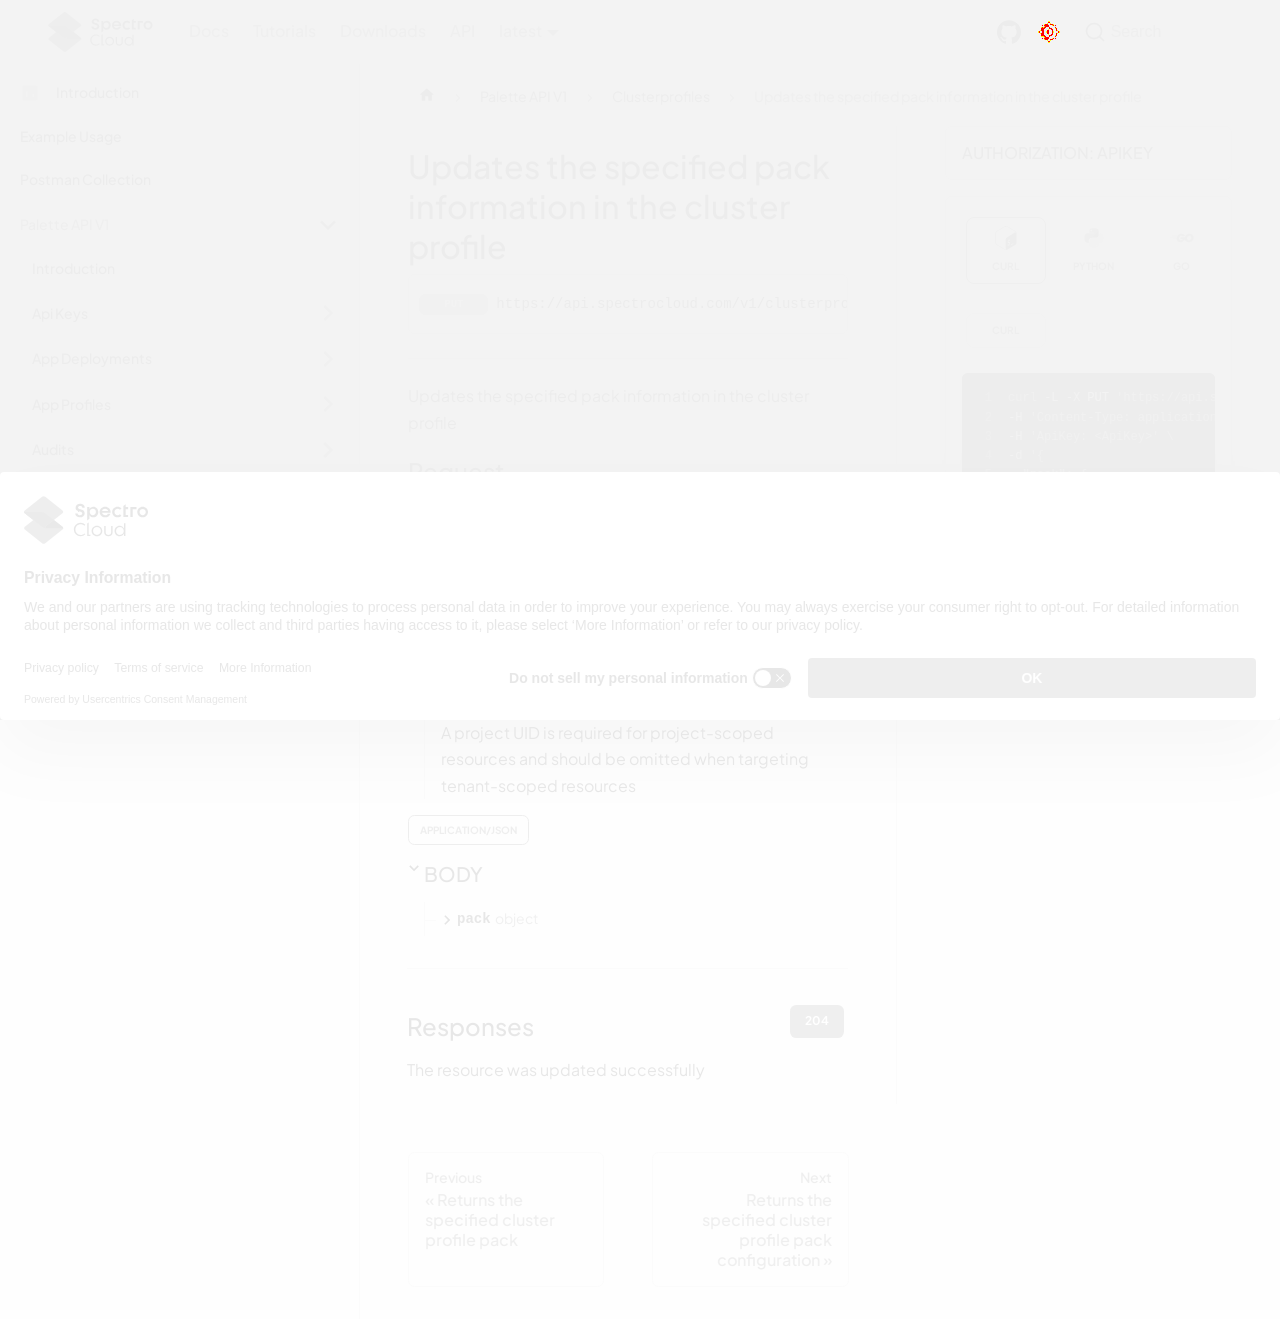 Spectro Cloud
Docs Tutorials Downloads API latest
Search
Introduction
Example Usage
Postman Collection
Palette API V1
Introduction
Api Keys
App Deployments
App Profiles
Audits
Palette API V1
Clusterprofiles
Updates the specified pack information in the cluster profile
Updates the specified pack
information in the cluster
profile
https://api.spectrocloud.com/v1/clusterpro
Updates the specified pack information in the cluster
profile
Request
AUTHORIZATION: APIKEY
CURL PYTHON GO
CURL
Spectro
Cloud
Privacy Information
We and our partners are using tracking technologies to process personal data in order to improve your experience. You may always exercise your consumer right to opt-out. For detailed information
about personal information we collect and third parties having access to it, please select 'More Information' or refer to our privacy policy.
Privacy policy Terms of service More Information
Do not sell my personal information
OK
Powered by Usercentrics Consent Management
A project UID is required for project-scoped
resources and should be omitted when targeting
tenant-scoped resources
APPLICATION/JSON
BODY
pack object
Responses
204
The resource was updated successfully
Previous
« Returns the
specified cluster
profile pack
Next
Returns the
specified cluster
profile pack
configuration »